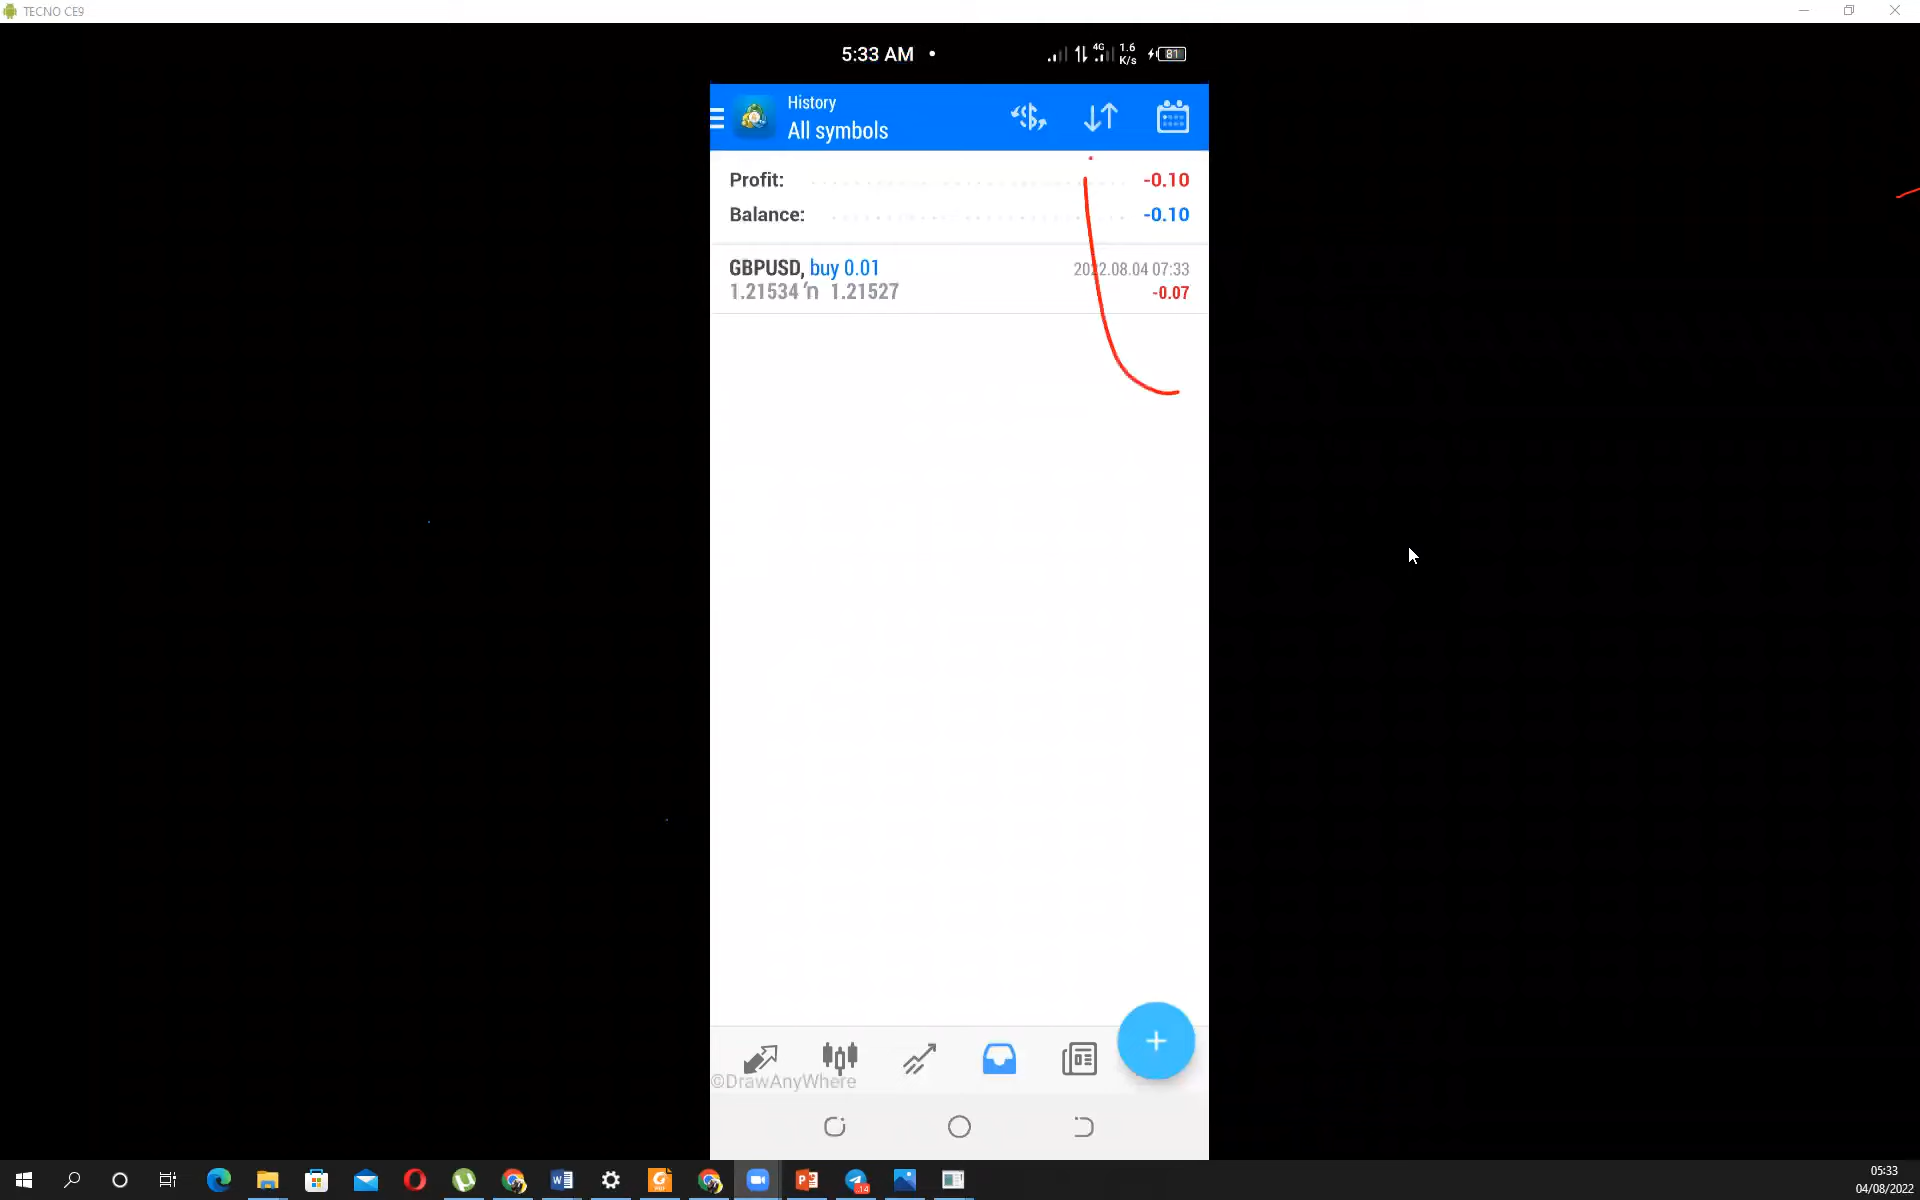 TECNO CE9
5:33 AM
4G
1.6
K/s
81
History
All symbols
Profit: -0.10
Balance: -0.10
GBPUSD, buy 0.01 2022.08.04 07:33
1.21534 1.21527 -0.07
©DrawAnyWhere
14
05:33
04/08/2022